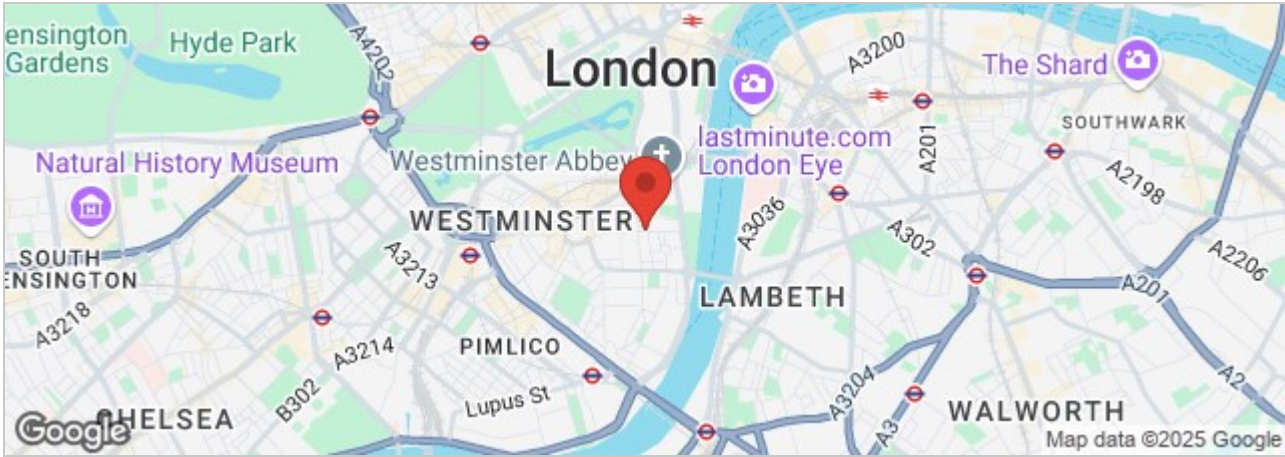 ensington
Gardens
Hyde Park
A4202
London
A3200
The Shard
SOUTHWARK
Natural History Museum
Westminster Abbey
lastminute.com
London Eye
A201
A2198
WESTMINSTER
A3036
A302
SOUTH
ENSINGTON
A3213
A2206
LAMBETH
A201
A3218
A3214
PIMLICO
B302
Lupus St
A3204
A3
A2
CHELSEA
WALWORTH
Google
Map data ©2025 Google